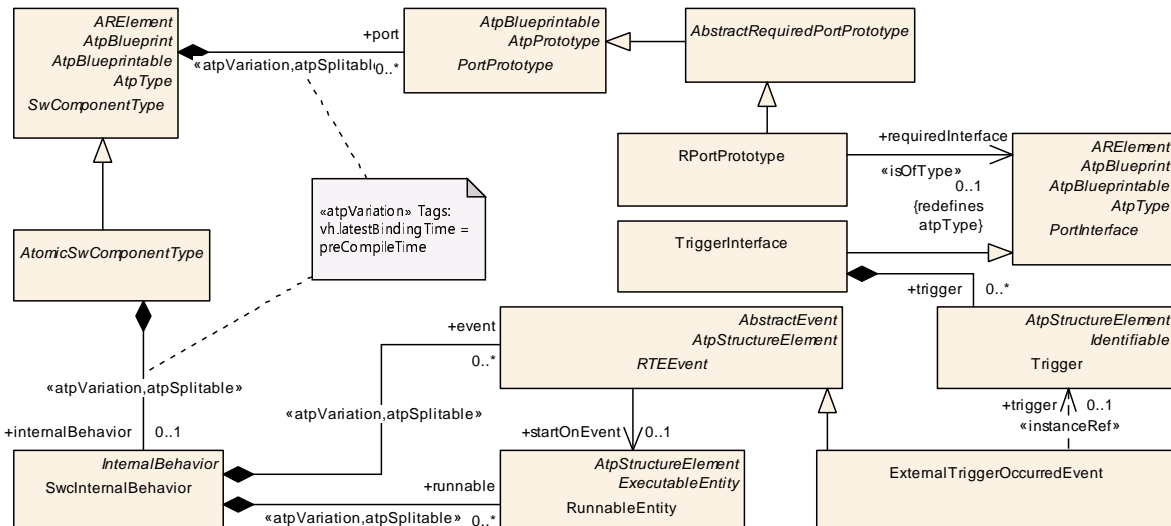 ARElement
AtpBlueprint
AtpBlueprintable
AtpType
SwComponentType
+port
«atpVariation,atpSplitable»
0..*
AtpBlueprintable
AtpPrototype
PortPrototype
AbstractRequiredPortPrototype
RPortPrototype
+requiredInterface
«isOfType»
0..1
{redefines
atpType}
ARElement
AtpBlueprint
AtpBlueprintable
AtpType
PortInterface
«atpVariation» Tags:
vh.latestBindingTime =
preCompileTime
AtomicSwComponentType
TriggerInterface
+trigger
0..*
+event
0..*
AbstractEvent
AtpStructureElement
RTEEvent
AtpStructureElement
Identifiable
Trigger
«atpVariation,atpSplitable»
«atpVariation,atpSplitable»
+trigger
0..1
«instanceRef»
+internalBehavior
0..1
+startOnEvent
0..1
InternalBehavior
SwcInternalBehavior
+runnable
«atpVariation,atpSplitable»
0..*
AtpStructureElement
ExecutableEntity
RunnableEntity
ExternalTriggerOccurredEvent